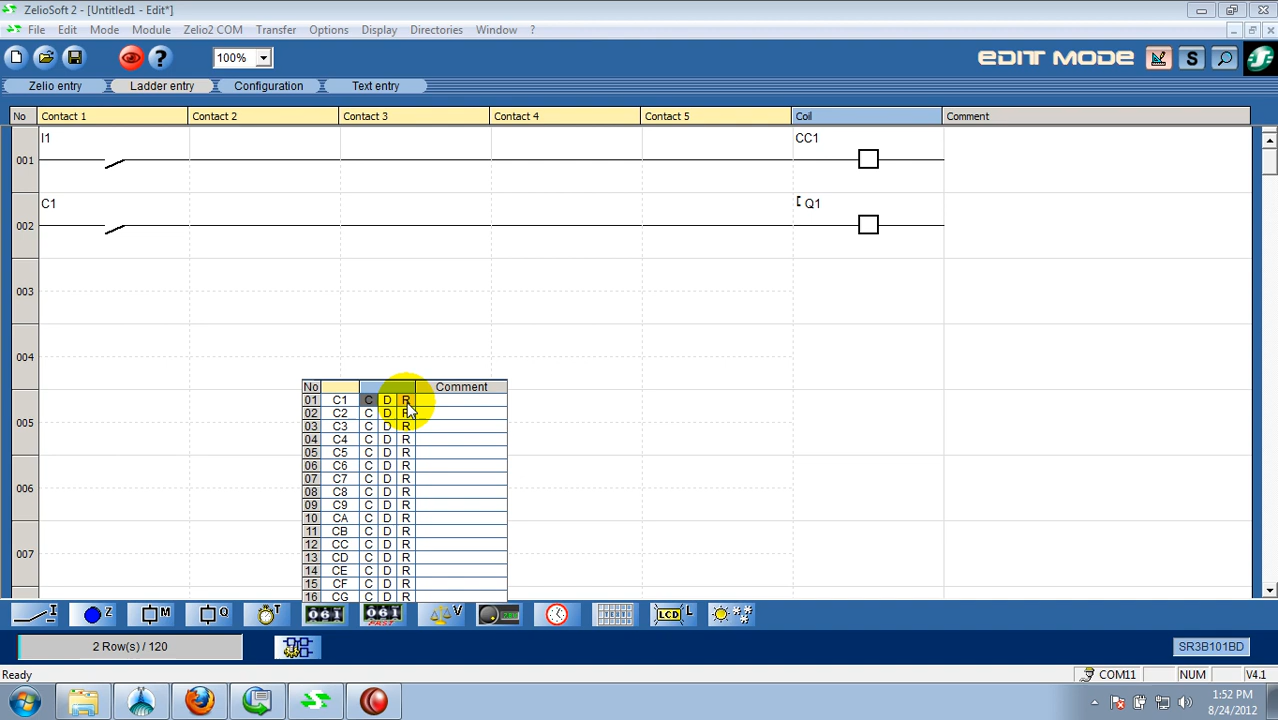 ZelioSoft 2 - [Untitled1 - Edit*]
File Edit Mode Module Zelio2 COM Transfer Options Display Directories Window ?
100% EDIT MODE S
Zelio entry Ladder entry Configuration Text entry
No Contact 1 Contact 2 Contact 3 Contact 4 Contact 5 Coil Comment
I1 CC1
001
C1 [ Q1
002
003
004
No Comment
01 C1 C D R
02 C2 C D R
03 C3 C D R
005
04 C4 C D R
05 C5 C D R
06 C6 C D R
07 C7 C D R
006
08 C8 C D R
09 C9 C D R
10 CA C D R
11 CB C D R
12 CC C D R
007
13 CD C D R
14 CE C D R
15 CF C D R
16 CG C D R
I Z M Q T 061 061 FAST V LCD L
2 Row(s) / 120 SR3B101BD
Ready COM11 NUM V4.1
1:52 PM
8/24/2012